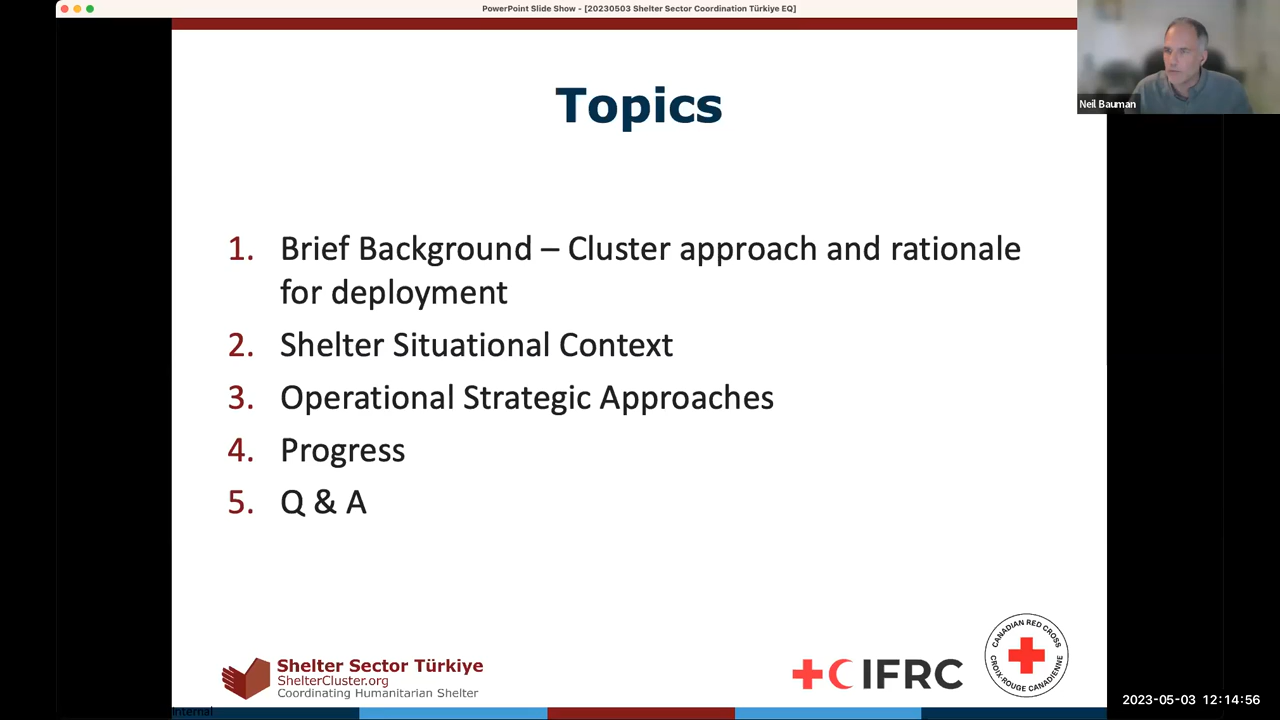 PowerPoint Slide Show - [20230503 Shelter Sector Coordination Türkiye EQ]
Neil Bauman
Topics
1. Brief Background – Cluster approach and rationale
for deployment
2. Shelter Situational Context
3. Operational Strategic Approaches
4. Progress
5. Q & A
Shelter Sector Türkiye
ShelterCluster.org
Coordinating Humanitarian Shelter
IFRC
CANADIAN RED CROSS
CROIX-ROUGE CANADIENNE
Internal
2023-05-03 12:14:56